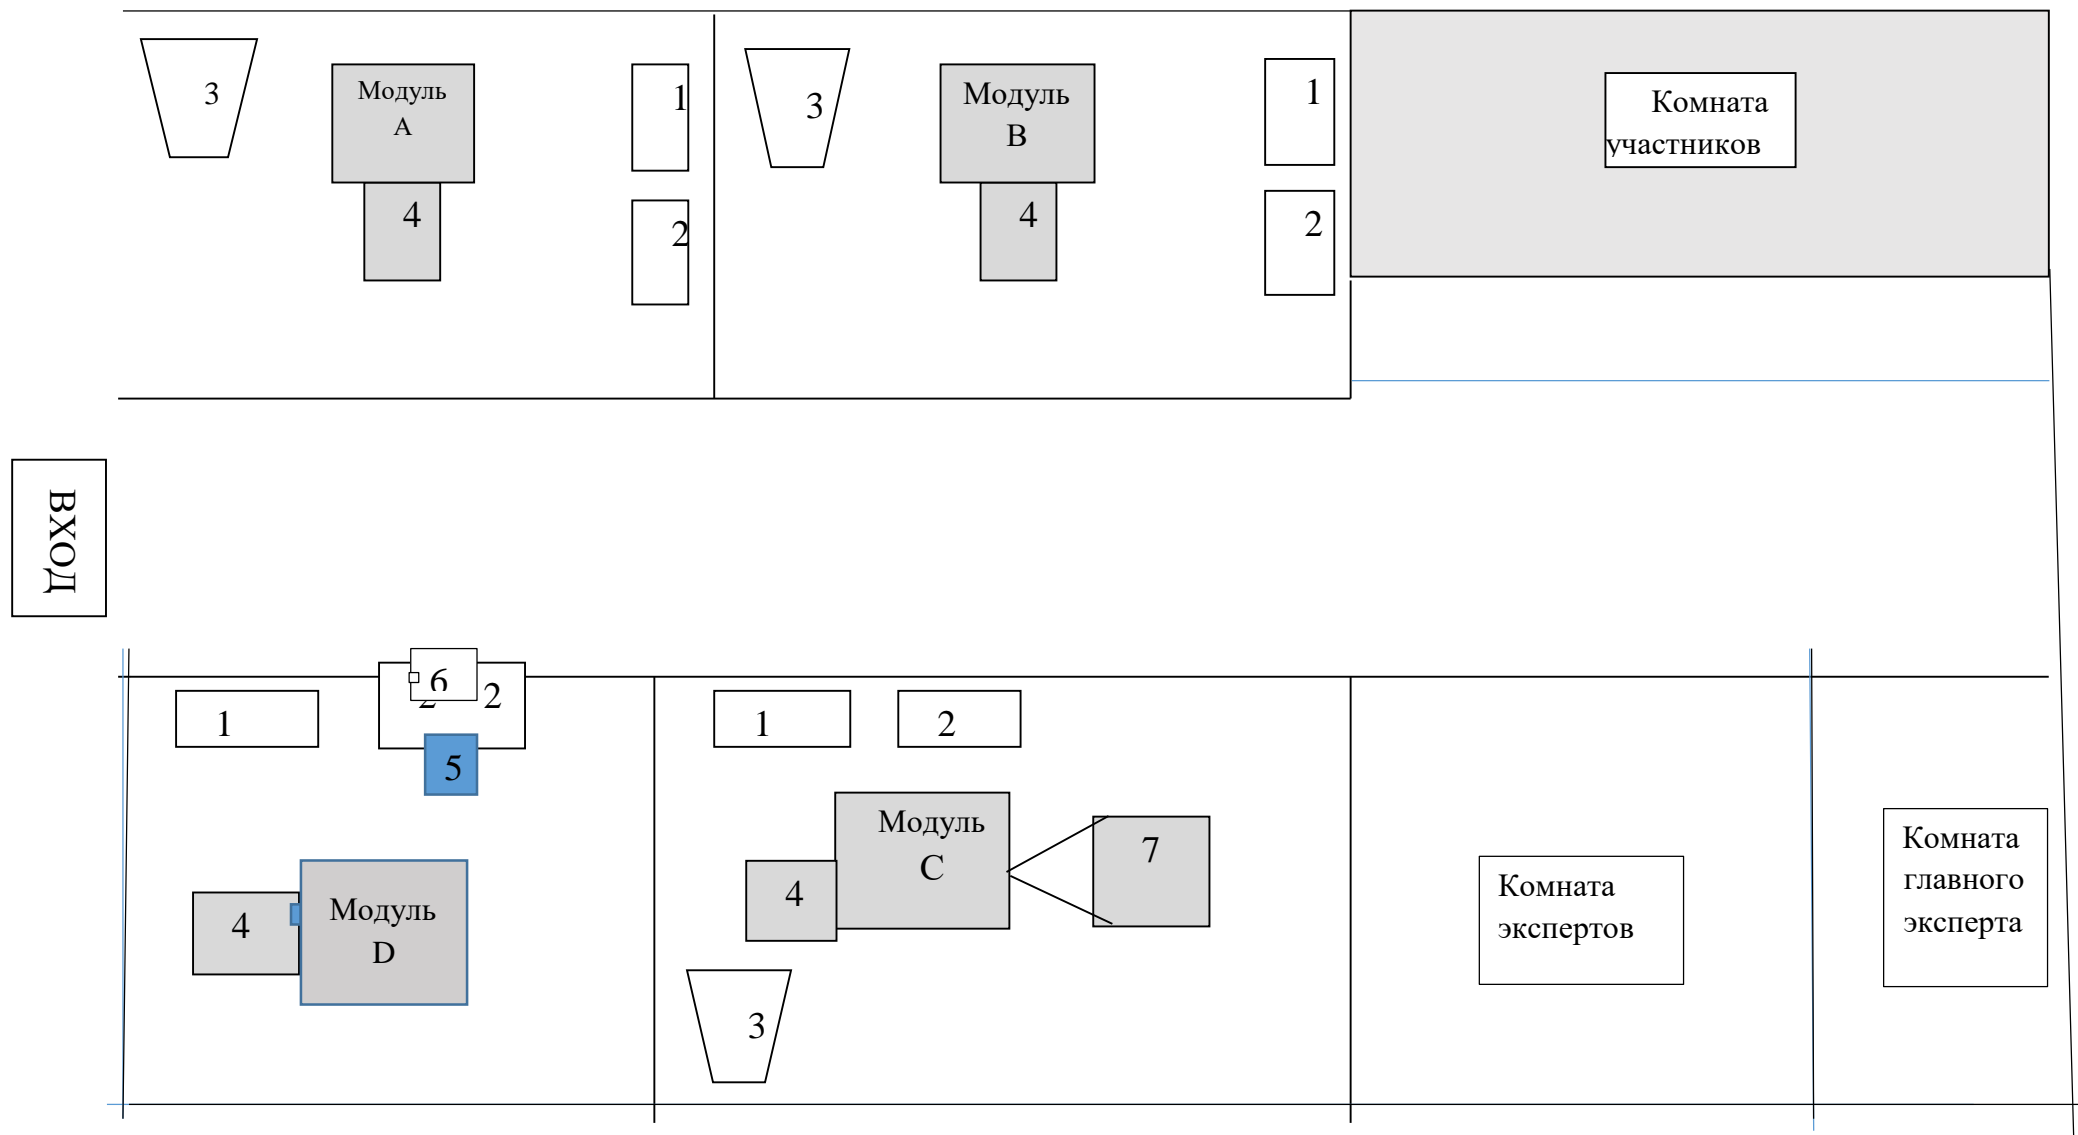 3
Модуль
А
4
1
2
3
Модуль
В
4
1
2
Комната
участников
ВХОД
1
6
2
2
5
4
Модуль
D
1
2
Модуль
С
4
7
3
Комната
экспертов
Комната
главного
эксперта